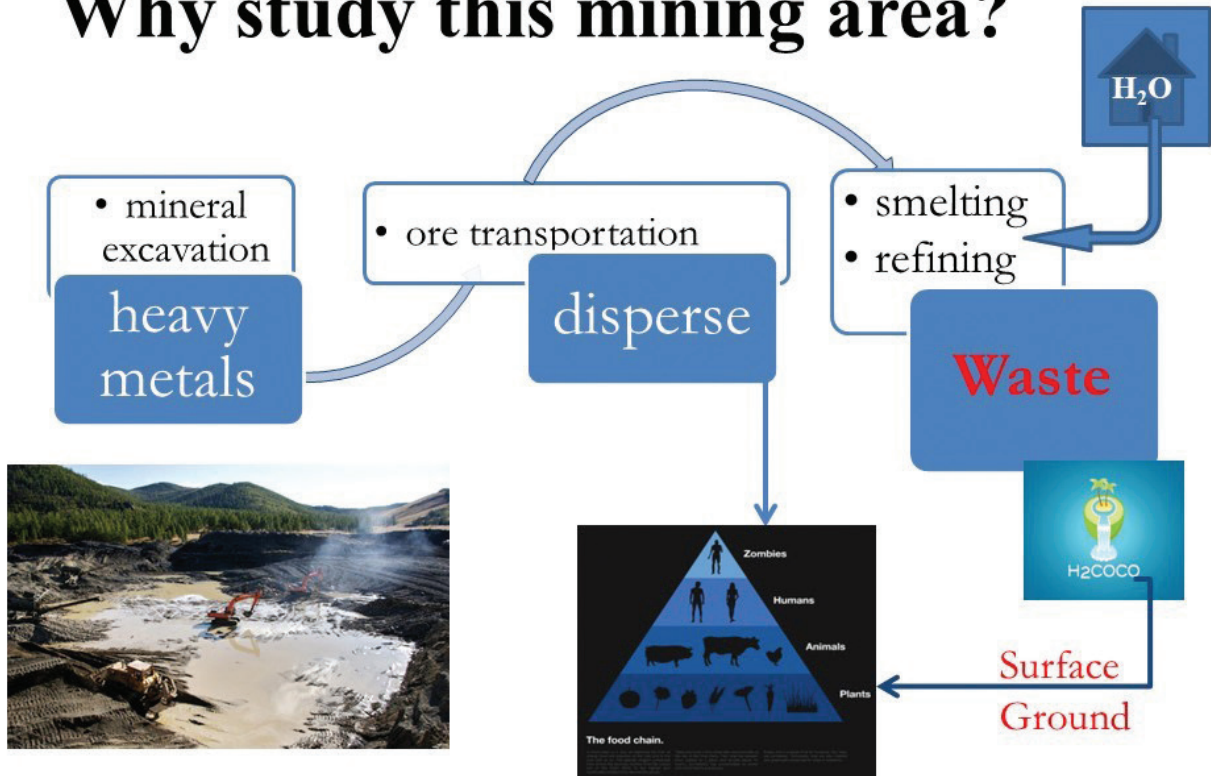 Why study this mining area?
H₂O
• mineral
excavation
heavy
metals
• ore transportation
disperse
• smelting
• refining
Waste
H2COCO
Surface
Ground
Zombies
Humans
Animals
Plants
The food chain.